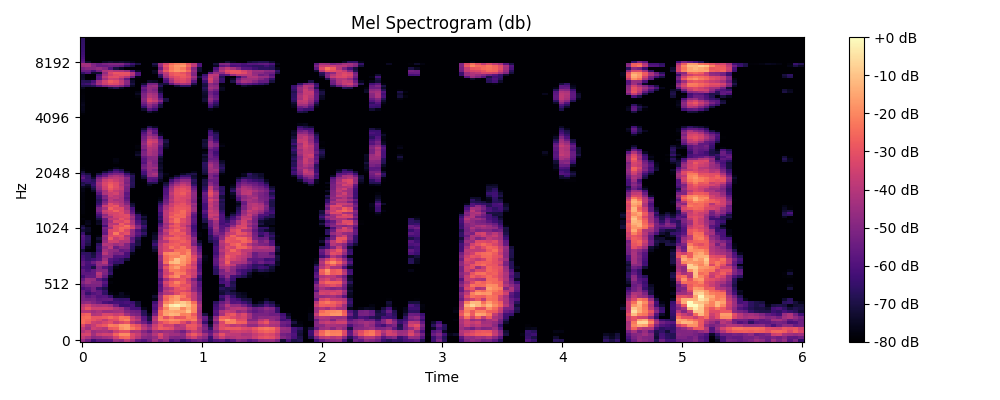 Mel Spectrogram (db)
+0 dB
8192
-10 dB
4096
-20 dB
-30 dB
2048
-40 dB
Hz
1024
-50 dB
-60 dB
512
-70 dB
0
-80 dB
0 1 2 3 4 5 6
Time